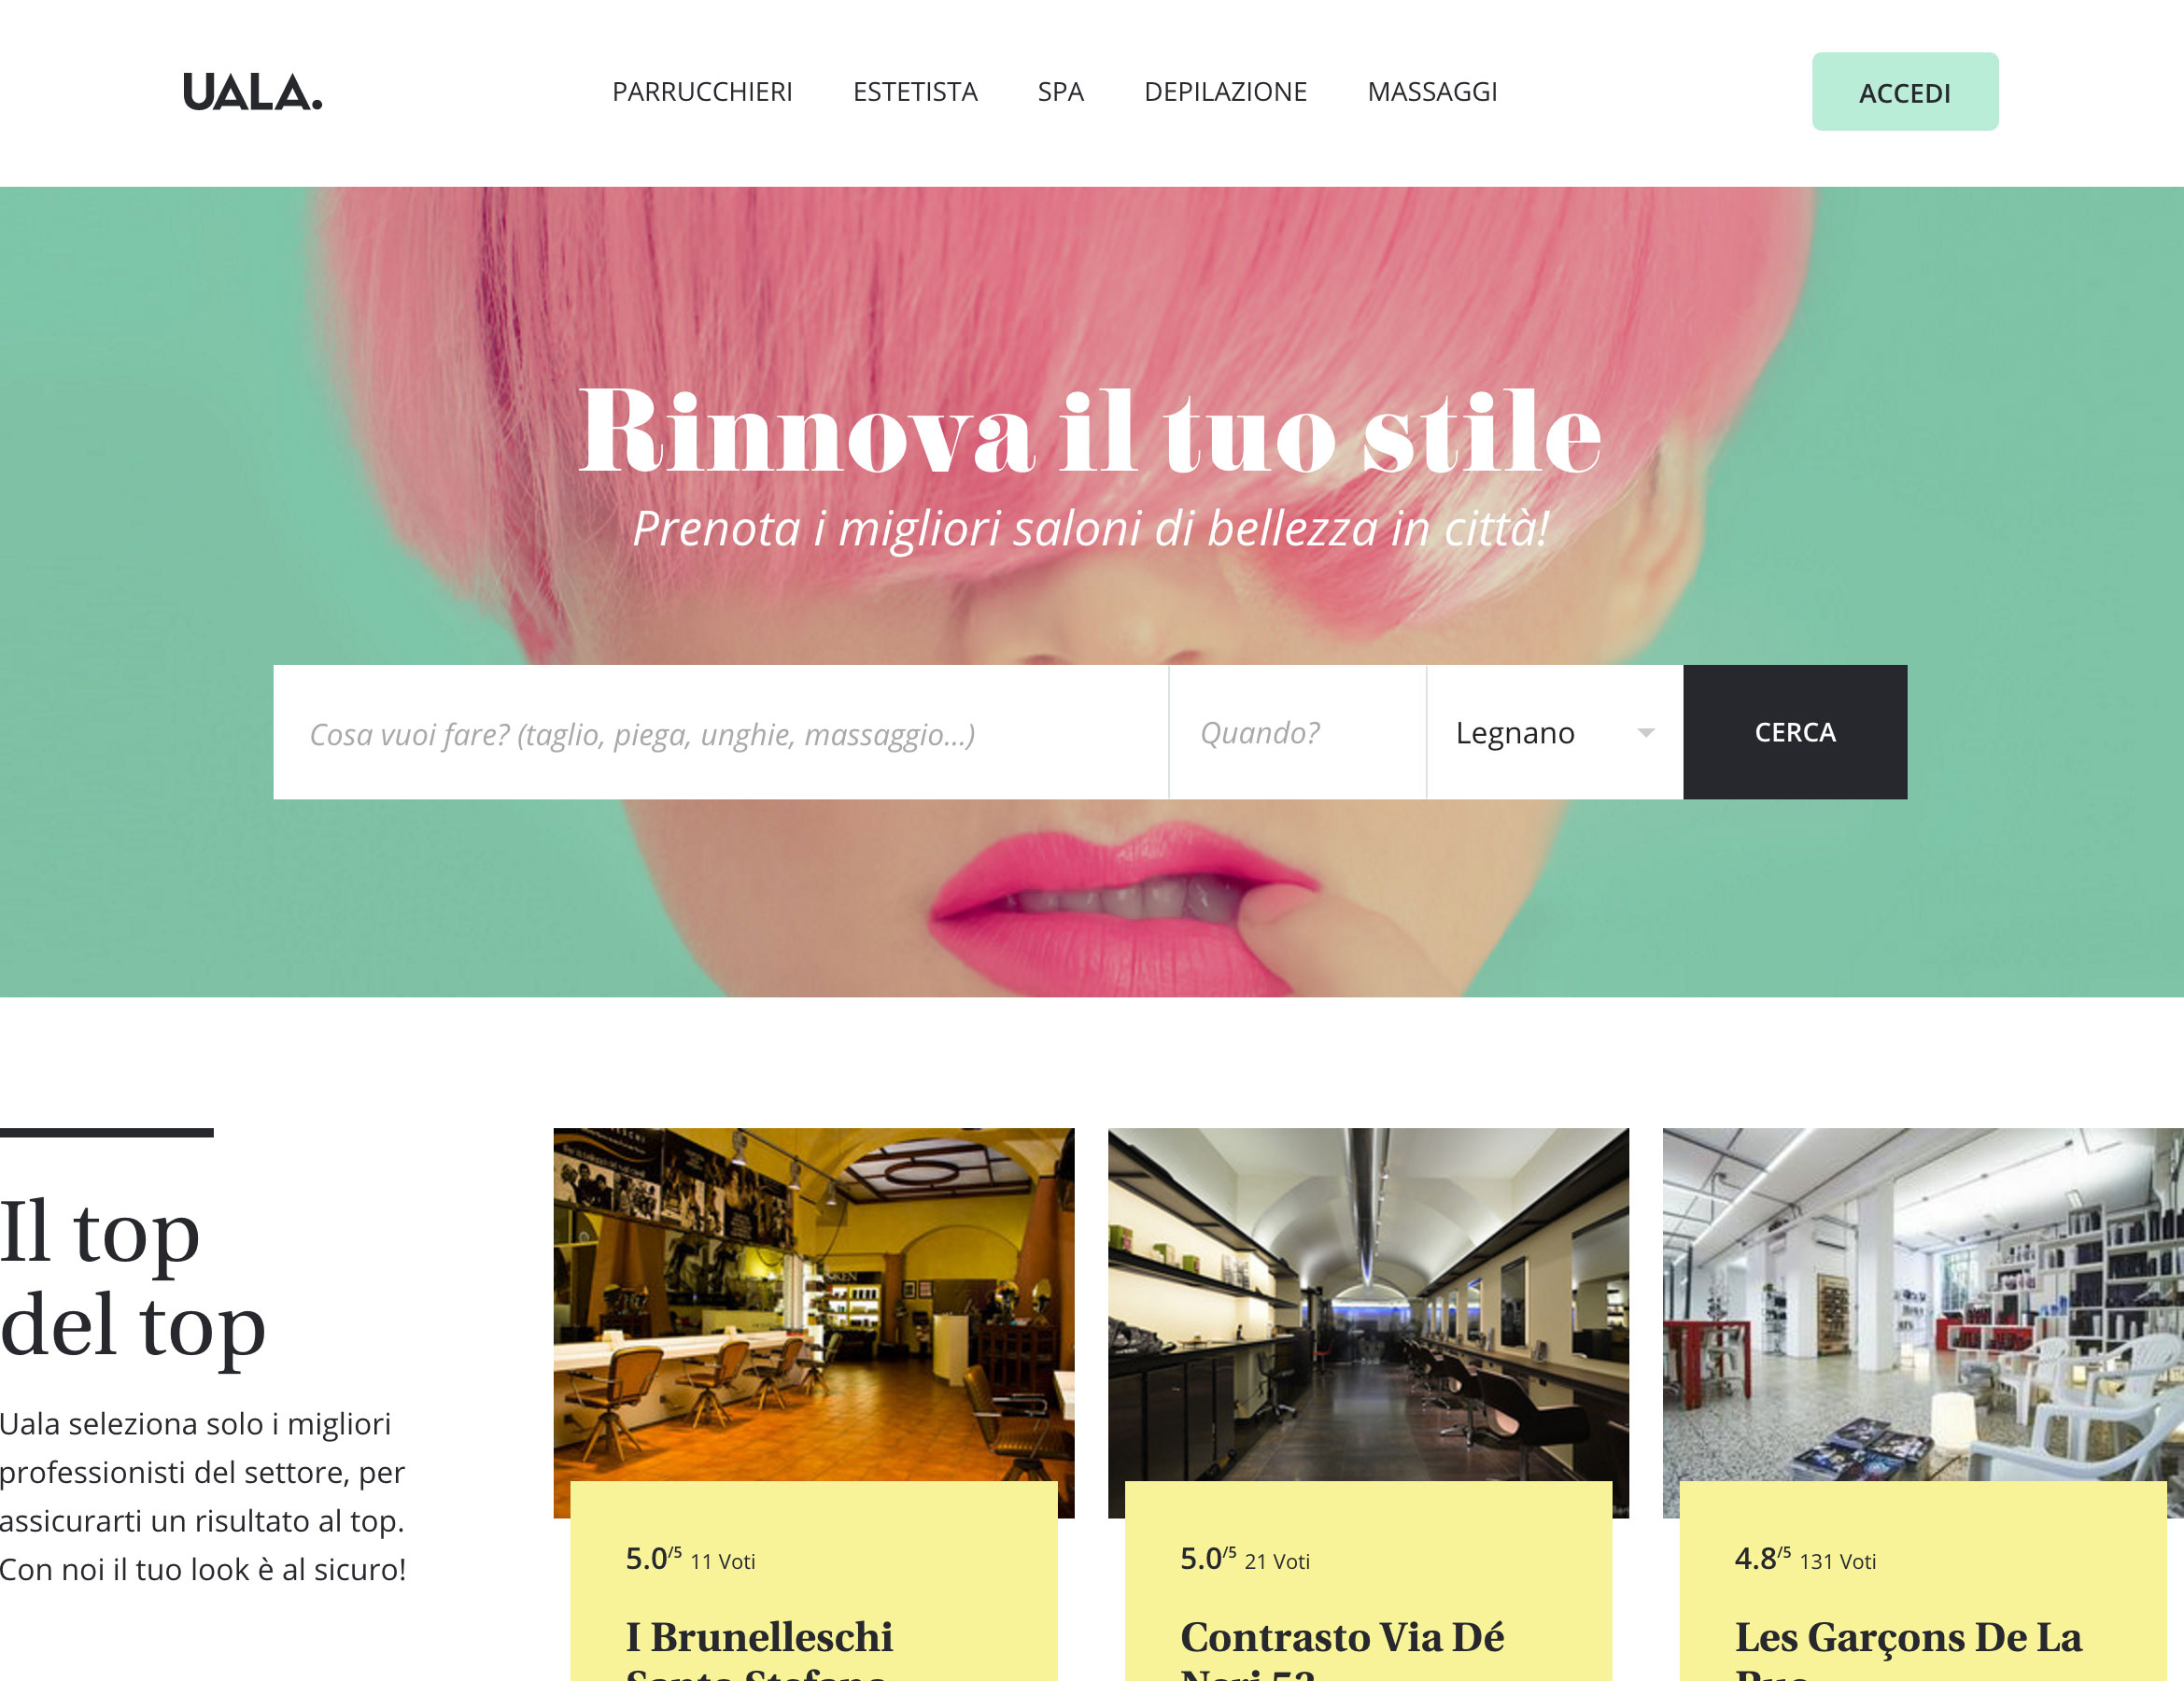 UALA.
PARRUCCHIERI
ESTETISTA
SPA
DEPILAZIONE
MASSAGGI
ACCEDI
Rinnova il tuo stile
Prenota i migliori saloni di bellezza in città!
Cosa vuoi fare? (taglio, piega, unghie, massaggio...)
Quando?
Legnano
CERCA
Il top
del top
Uala seleziona solo i migliori
professionisti del settore, per
assicurarti un risultato al top.
Con noi il tuo look è al sicuro!
5.0/5 11 Voti
I Brunelleschi
Santo Stefano
5.0/5 21 Voti
Contrasto Via Dé
4.8/5 131 Voti
Les Garçons De La